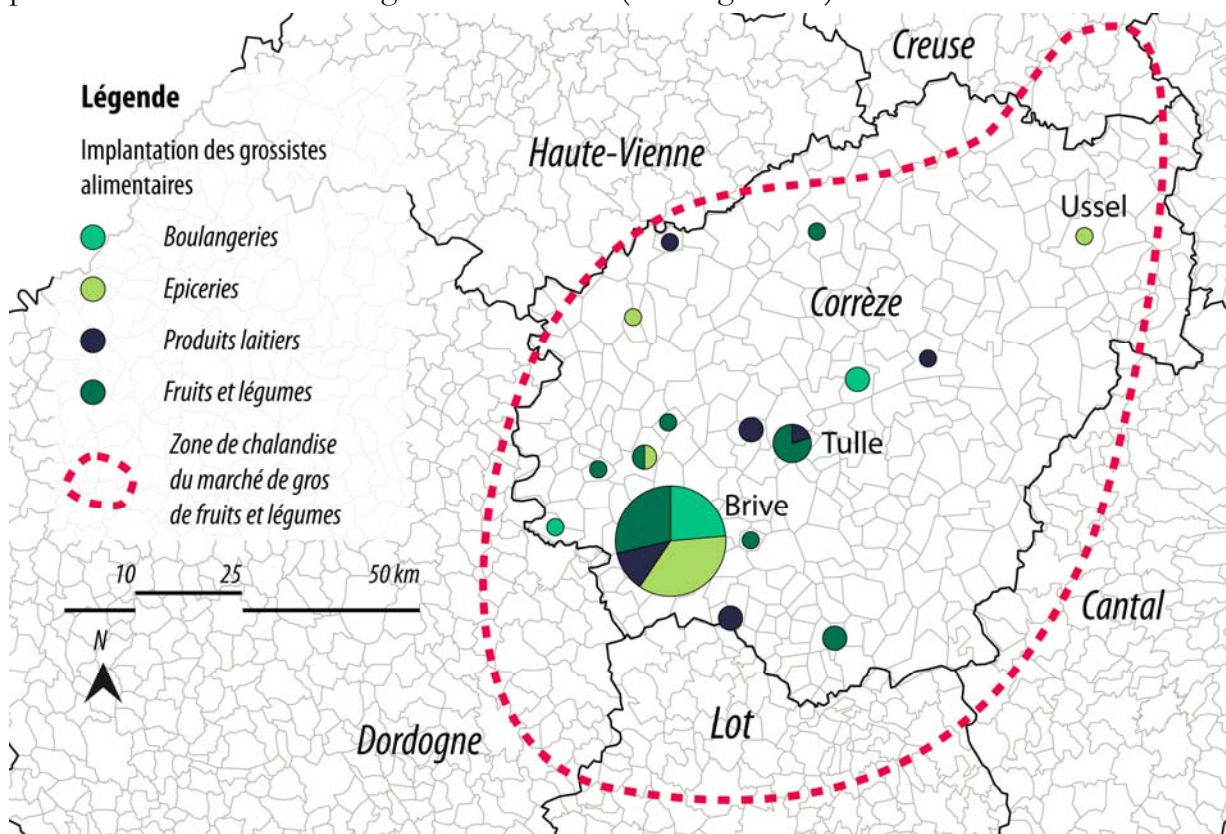 Creuse
Légende
Implantation des grossistes
alimentaires
Haute-Vienne
Boulangeries
Ussel
Epiceries
Corrèze
Produits laitiers
Fruits et légumes
Zone de chalandise
du marché de gros
de fruits et légumes
Tulle
Brive
10 25 50 km
N
Cantal
Lot
Dordogne